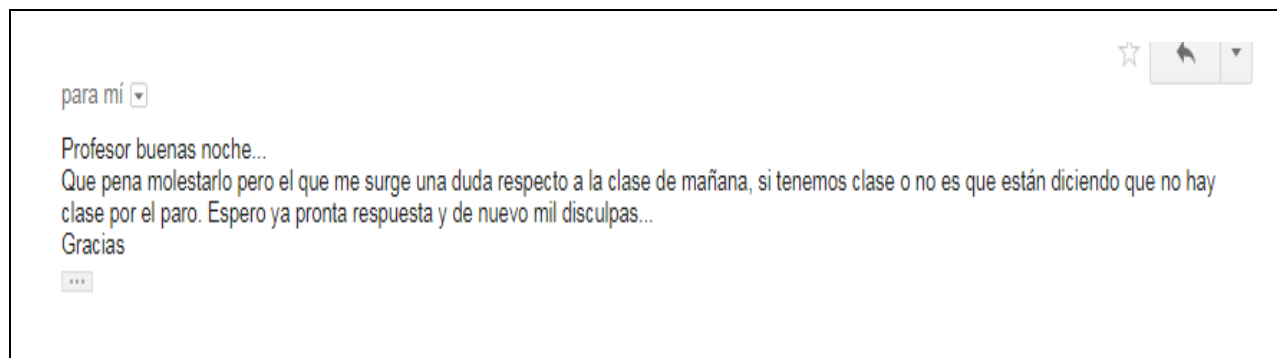 para mí
Profesor buenas noche...
Que pena molestarlo pero el que me surge una duda respecto a la clase de mañana, si tenemos clase o no es que están diciendo que no hay
clase por el paro. Espero ya pronta respuesta y de nuevo mil disculpas...
Gracias